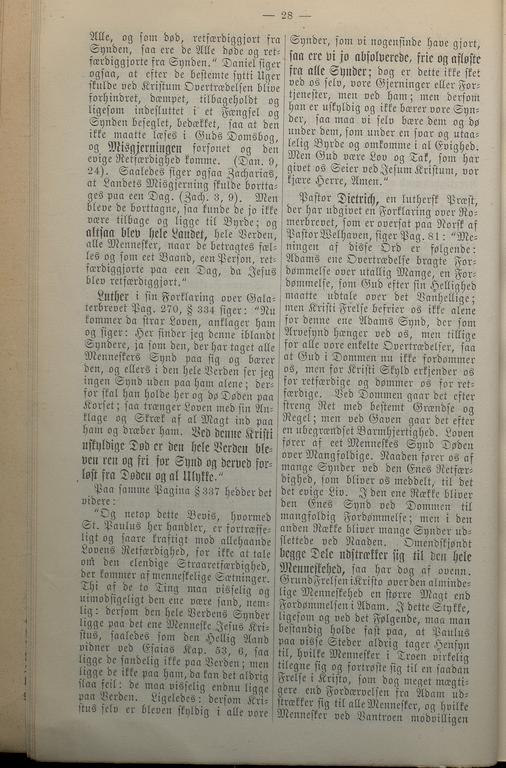 — 28 —
Alle, og som død, retfærdiggjort fra
Synden, saa ere de Alle døde og ret-
færdiggjorte fra Synden.“ Daniel siger
ogsaa, at efter de bestemte sytti Uger
skulde ved Kristum Overtrædelsen blive
forhindret, dæmpet, tilbageholdt og
ligesom indesluttet i et Fængsel og
Synden beseglet, bedækket, saa at den
ikke maatte læses i Guds Domsbog,
og Misgjerningen forsonet og den
evige Retfærdighed komme. (Dan. 9,
24). Saaledes siger ogsaa Zacharias,
at Landets Misgjerning skulde bortta-
ges paa een Dag. (Zach. 3, 9). Men
bleve de borttagne, saa kunde de jo ikke
være tilbage og ligge til Byrde; og
altsaa blev hele Landet, hele Verden,
alle Mennesker, naar de betragtes sæl-
les og som eet Baand, een Person, ret-
færdiggjorte paa een Dag, da Jesus
blev retfærdiggjort.“
Luther i sin Forklaring over Gala-
terbrevet Pag. 270, § 334 siger: “Nu
kommer da strax Loven, anklager ham
og siger: Her finder jeg denne iblandt
Syndere, ja som den, der har taget alle
Menneskers Synd paa sig og bærer
den, og ellers i den hele Verden ser jeg
ingen Synd uden paa ham alene; der-
for skal han holde her og dø Døden paa
Korset; saa trænger Loven med sin An-
klage og Skræk af al Magt ind paa
ham og dræber ham. Ved denne Kristi
uskyldige Død er den hele Verden ble-
ven ren og fri for Synd og derved for-
løst fra Døden og al Ulykke.“
Paa samme Pagina § 337 hedder det
videre:
“Og netop dette Bevis, hvormed
St. Paulus her handler, er fortræffe-
ligt og saare kraftigt mod allehaande
Lovens Retfærdighed, for ikke at tale
om den elendige Straaretfærdighed,
der kommer af menneskelige Sætninger.
Thi af de to Ting maa visselig og
uimodsigeligt den ene være sand, nem-
lig: dersom den hele Verdens Synder
ligge paa det ene Menneske Jesus Kri-
stus, saaledes som den Hellig Aand
vidner ved Esaias Kap. 53, 6, saa
ligge de sandelig ikke paa Verden; men
ligge de ikke paa ham, da kan det aldrig
slaa feil: de maa visselig endnu ligge
paa Verden. Ligeledes: dersom Kri-
stus selv er bleven skyldig i alle vore
Synder, som vi nogensinde have gjort,
saa ere vi jo absolverede, frie og afløste
fra alle Synder; dog er dette ikke sket
ved os selv, vore Gjerninger eller For-
tjenester, men ved ham; men dersom
han er uskyldig og ikke bærer vore Syn-
der, saa maa vi selv bære dem og dø
under dem, som under en svar og utaa-
lelig Byrde og omkomme i al Evighed.
Men Gud være Lov og Tak, som har
givet os Seier ved Jesum Kristum, vor
kjære Herre, Amen.“
Pastor Dietrich, en luthersk Præst,
der har udgivet en Forklaring over Ro-
merbrevet, som er oversat paa Norsk af
Pastor Welhaven, siger Pag. 81: “Me-
ningen af disse Ord er følgende:
Adams ene Overtrædelse bragte For-
dømmelse over utallig Mange, en For-
dømmelse, som Gud efter sin Hellighed
maatte udtale over det Vanhellige;
men Kristi Frelse befrier os ikke alene
for denne ene Adams Synd, der som
Arvesynd hænger ved os, men tillige
for alle vore enkelte Overtrædelser, saa
at Gud i Dommen nu ikke fordømmer
os, men for Kristi Skyld erkjender os
for retfærdige og dømmer os for ret-
færdige. Ved Dommen gaar det efter
streng Ret med bestemt Grændse og
Regel; men ved Gaven gaar det efter
en ubegrændset Barmhjertighed. Loven
fører af eet Menneskes Synd Døden
over Mangfoldige. Naaden fører os af
mange Synder ved den Enes Retfær-
dighed, som bliver os meddelt, til det
det evige Liv. I den ene Række bliver
den Enes Synd ved Dommen til
mangfoldig Fordømmelse; men i den
anden Række bliver mange Synder ud-
slettede ved Naaden. Omendskjøndt
begge Dele udstrækker sig til den hele
Menneskehed, saa har dog af ovenn.
Grund Frelsen i Kristo over den alminde-
lige Menneskehed en større Magt end
Fordømmelsen i Adam. I dette Stykke,
ligesom og ved det Følgende, maa man
bestandig holde fast paa, at Paulus
paa visse Steder aldrig tager Hensyn
til, hvilke Mennesker i Troen virkelig
tilegne sig og fortrøste sig til en saadan
Frelse i Kristo, som dog meget mægti-
gere end Fordærvelsen fra Adam ud-
strækker sig til alle Mennesker, og hvilke
Mennesker ved Vantroen modvilligen